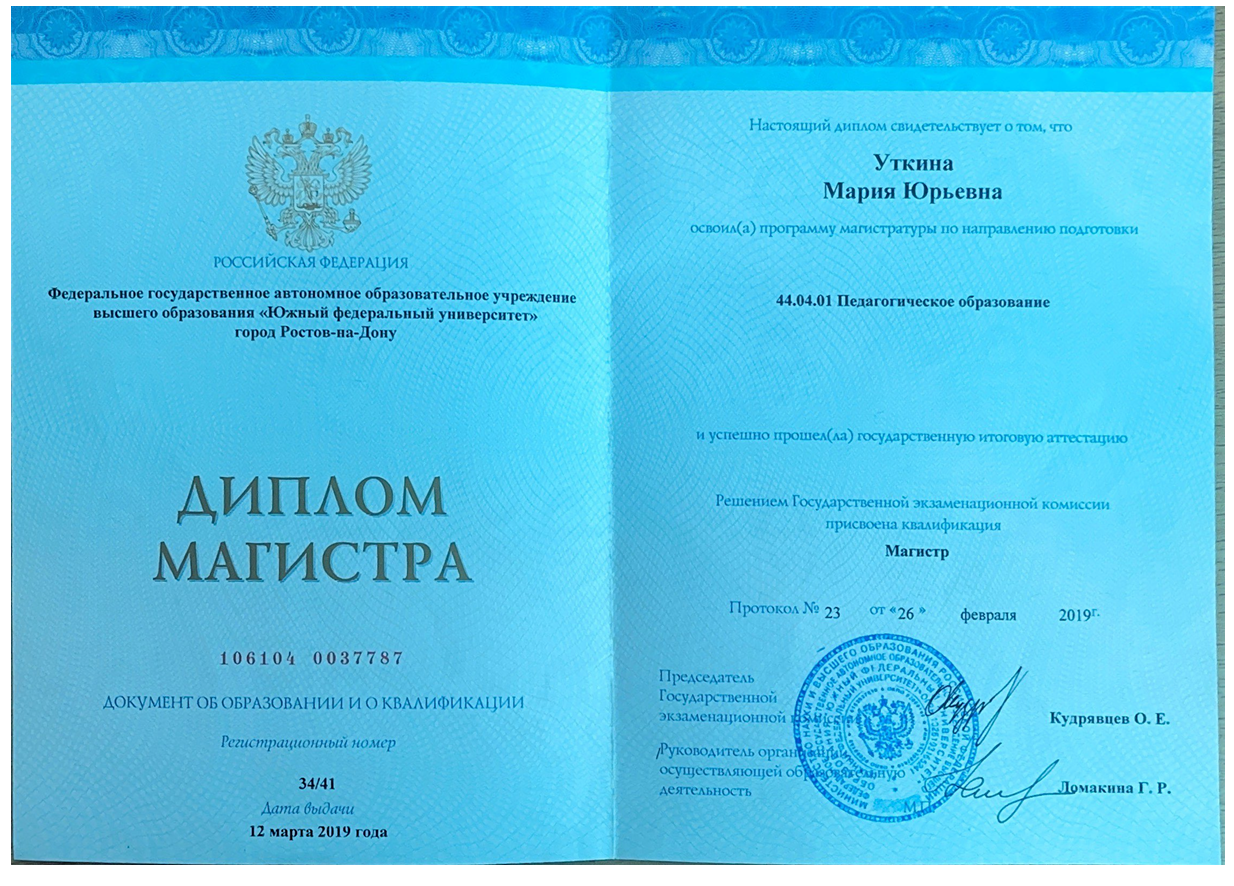 РОССИЙСКАЯ ФЕДЕРАЦИЯ
Федеральное государственное автономное образовательное учреждение
высшего образования «Южный федеральный университет»
город Ростов-на-Дону
ДИПЛОМ
МАГИСТРА
106104 0037787
ДОКУМЕНТ ОБ ОБРАЗОВАНИИ И О КВАЛИФИКАЦИИ
Регистрационный номер
34/41
Дата выдачи
12 марта 2019 года
Настоящий диплом свидетельствует о том, что
Уткина
Мария Юрьевна
освоил(а) программу магистратуры по направлению подготовки
44.04.01 Педагогическое образование
и успешно прошел(ла) государственную итоговую аттестацию
Решением Государственной экзаменационной комиссии
присвоена квалификация
Магистр
Протокол № 23 от «26» февраля 2019г.
Председатель
Государственной
экзаменационной
Кудрявцев О. Е.
Руководитель организации,
осуществляющей образовательную
деятельность
Ломакина Г. Р.
М.П.